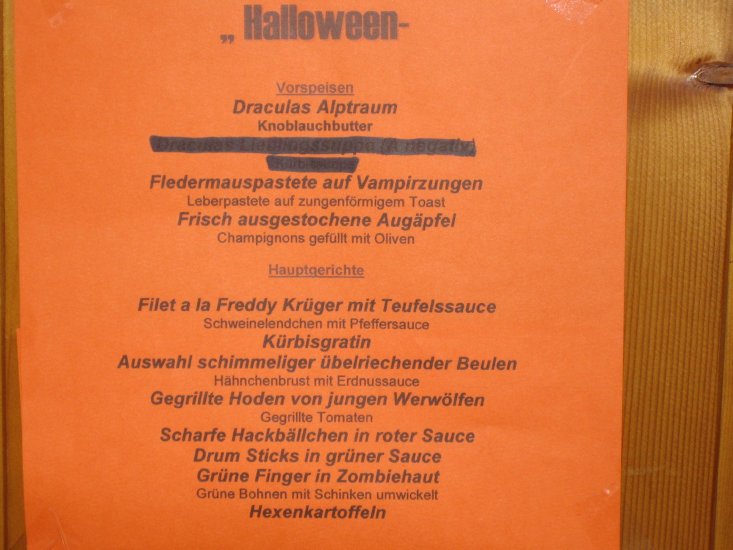 „ Halloween-
Vorspeisen
Draculas Alptraum
Knoblauchbutter
Draculas Lieblingssuppe negativ
Fledermauspastete auf Vampirzungen
Leberpastete auf zungenförmigem Toast
Frisch ausgestochene Augäpfel
Champignons gefüllt mit Oliven
Hauptgerichte
Filet a la Freddy Krüger mit Teufelssauce
Schweinelendchen mit Pfeffersauce
Kürbisgratin
Auswahl schimmeliger übelriechender Beulen
Hähnchenbrust mit Erdnussauce
Gegrillte Hoden von jungen Werwölfen
Gegrillte Tomaten
Scharfe Hackbällchen in roter Sauce
Drum Sticks in grüner Sauce
Grüne Finger in Zombiehaut
Grüne Bohnen mit Schinken umwickelt
Hexenkartoffeln